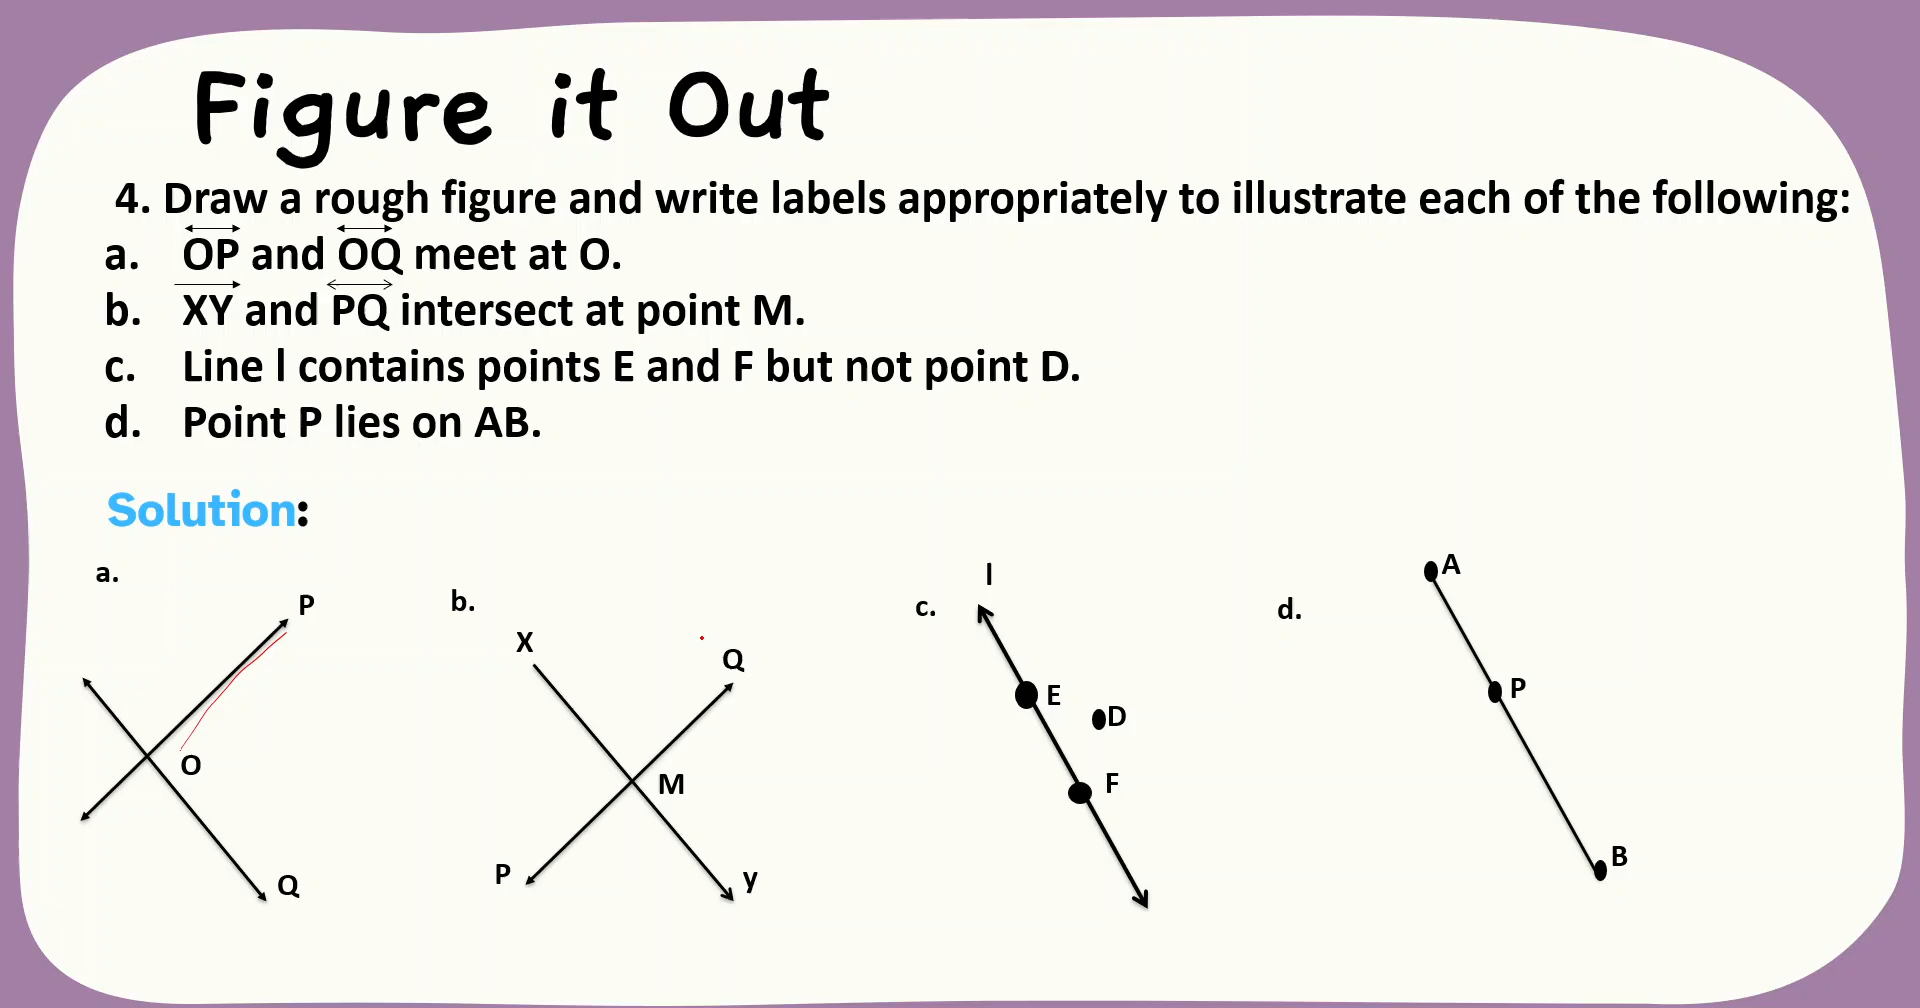 Figure it Out
4. Draw a rough figure and write labels appropriately to illustrate each of the following:
a. OP and OQ meet at O.
b. XY and PQ intersect at point M.
c. Line l contains points E and F but not point D.
d. Point P lies on AB.
Solution:
a.
P
O
Q
b.
X
Q
M
P
y
c.
l
E
D
F
d.
A
P
B